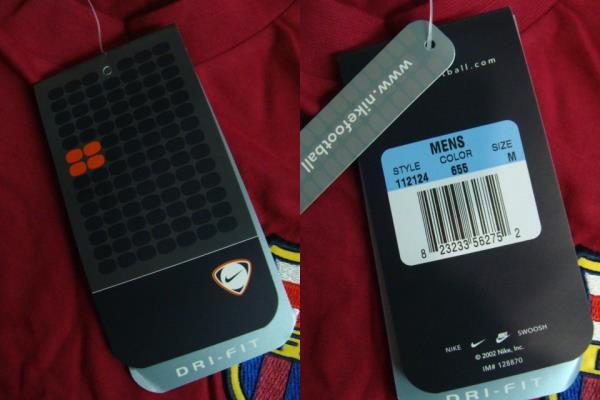 DRI-FIT
www.nikefootball
ball.com
MENS
STYLE COLOR SIZE
112124 655 M
8 23233 56275 2
NIKE SWOOSH
© 2002 Nike, Inc.
IM# 128870
DRI-FIT